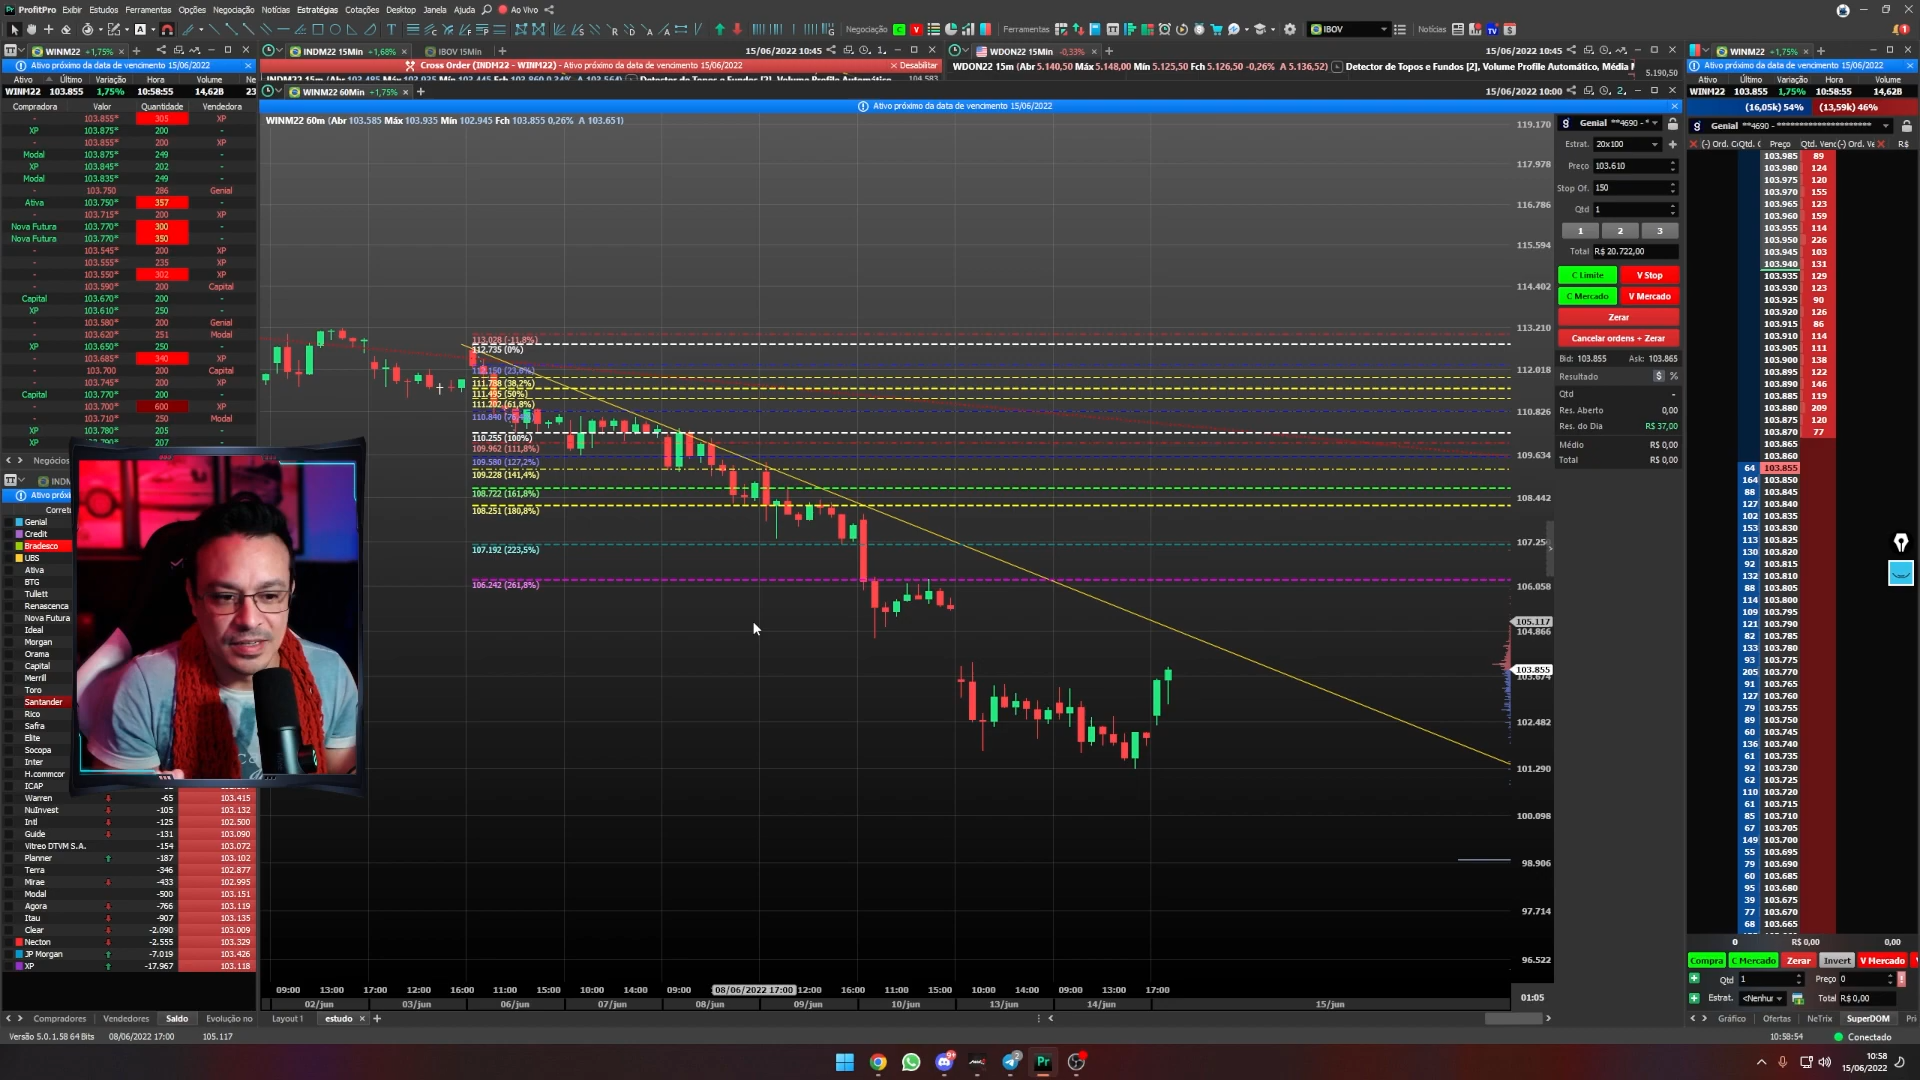 ProfitPro Exibir Estudos Ferramentas Opções Negociação Notícias Estratégias Cotações Desktop Janela Ajuda Ao Vivo
Negociação C V Ferramentas IBOV Notícias
WINM22 +1,75%
Ativo próximo da data de vencimento 15/06/2022
Ativo Último Variação Hora Volume Ne
WINM22 103.855 1,75% 10:58:55 14,62B 23
Compradora Valor Quantidade Vendedora
- 103.855* 305 XP
XP 103.875* 200 -
- 103.855* 200 XP
Modal 103.875* 249 -
XP 103.845* 202 -
Modal 103.835* 249 -
- 103.750 286 Genial
Ativa 103.750* 357 -
- 103.715* 200 XP
Nova Futura 103.770* 300 -
Nova Futura 103.770* 350 -
- 103.545* 200 XP
- 103.555* 235 XP
- 103.550* 302 XP
- 103.590* 200 Capital
Capital 103.670* 200 -
XP 103.610* 250 -
- 103.580* 200 Genial
- 103.620* 251 Modal
XP 103.650* 250 -
- 103.685* 340 XP
- 103.700 200 Capital
- 103.745* 200 XP
Capital 103.770* 200 -
- 103.700* 600 XP
- 103.710* 250 Modal
XP 103.780* 205 -
XP 103.790* 207 -
Negócios
INDM
Ativo próxi
Corret
Genial
Credit
Bradesco
UBS
Ativa
BTG
Tullett
Renascenca
Nova Futura
Ideal
Morgan
Orama
Capital
Merrill
Toro
Santander
Rico
Safra
Elite
Socopa
Inter
H.commcor
ICAP
Warren -65 103.415
NuInvest -105 103.132
Intl -125 102.500
Guide -131 103.090
Vitreo DTVM S.A. -154 103.072
Planner -187 103.102
Terra -346 102.877
Mirae -433 102.995
Modal -500 103.151
Agora -766 103.119
Itau -907 103.135
Clear -2.090 103.009
Necton -2.555 103.329
JP Morgan -7.019 103.426
XP -17.967 103.118
Compradores Vendedores Saldo Evolução no
Versão 5.0.1.58 64 Bits 08/06/2022 17:00 105.117
INDM22 15Min +1,68% IBOV 15Min 15/06/2022 10:45
Cross Order (INDM22 - WINM22) - Ativo próximo da data de vencimento 15/06/2022 Desabilitar
WDON22 15Min -0,33% 15/06/2022 10:45
WDON22 15m (Abr 5.140,50 Máx 5.148,00 Mín 5.125,50 Fch 5.126,50 -0,26% A 5.136,52) Detector de Topos e Fundos [2], Volume Profile Automático, Média
5.190,50
WINM22 60Min +1,75% 15/06/2022 10:00
Ativo próximo da data de vencimento 15/06/2022
WINM22 60m (Abr 103.585 Máx 103.935 Mín 102.945 Fch 103.855 0,26% A 103.651)
113.028 (-11,8%)
112.735 (0%)
112.150 (23,6%)
111.788 (38,2%)
111.495 (50%)
111.202 (61,8%)
110.255 (100%)
109.962 (111,8%)
109.580 (127,2%)
109.228 (141,4%)
108.722 (161,8%)
108.251 (180,8%)
107.192 (223,5%)
106.242 (261,8%)
119.170
117.978
116.786
115.594
114.402
113.210
112.018
110.826
109.634
108.442
107.250
106.058
105.117
104.866
103.855
103.674
102.482
101.290
100.098
98.906
97.714
96.522
01:05
09:00 13:00 17:00 12:00 16:00 11:00 15:00 10:00 14:00 09:00 08/06/2022 17:00 12:00 16:00 11:00 15:00 10:00 14:00 09:00 13:00 17:00
02/jun 03/jun 06/jun 07/jun 08/jun 09/jun 10/jun 13/jun 14/jun 15/jun
Layout 1 estudo
Genial **4690 - *
Estrat. 20x100
Preço 103.610
Stop Of. 150
Qtd 1
1 2 3
Total R$ 20.722,00
C Limite V Stop
C Mercado V Mercado
Zerar
Cancelar ordens + Zerar
Bid: 103.855 Ask: 103.865
Resultado $ %
Qtd -
Res. Aberto 0,00
Res. do Dia R$ 37,00
Médio R$ 0,00
Total R$ 0,00
WINM22 +1,75%
Ativo próximo da data de vencimento 15/06/2022
Ativo Último Variação Hora Volume
WINM22 103.855 1,75% 10:58:55 14,62B
(16,05k) 54% (13,59k) 46%
Genial **4690 - **********************
103.985 89
103.980 124
103.975 120
103.970 155
103.965 123
103.960 159
103.955 114
103.950 226
103.945 103
103.940 131
103.935 129
103.930 123
103.925 90
103.920 126
103.915 86
103.910 114
103.905 111
103.900 138
103.895 122
103.890 146
103.885 119
103.880 209
103.875 120
103.870 77
103.865
103.860
64 103.855
164 103.850
88 103.845
127 103.840
102 103.835
153 103.830
113 103.825
130 103.820
92 103.815
132 103.810
88 103.805
114 103.800
109 103.795
121 103.790
82 103.785
133 103.780
93 103.775
205 103.770
91 103.765
127 103.760
79 103.755
89 103.750
60 103.745
136 103.740
61 103.735
92 103.730
62 103.725
110 103.720
61 103.715
85 103.710
67 103.705
149 103.700
55 103.695
79 103.690
60 103.685
95 103.680
39 103.675
77 103.670
68 103.665
0 R$ 0,00 0,00
Compra C Mercado Zerar Invert V Mercado
Qtd 1 Preço 0
Estrat. <Nenhur Total R$ 0,00
Gráfico Ofertas NeTrix SuperDOM Pri
10:58:54 Conectado
10:58
15/06/2022